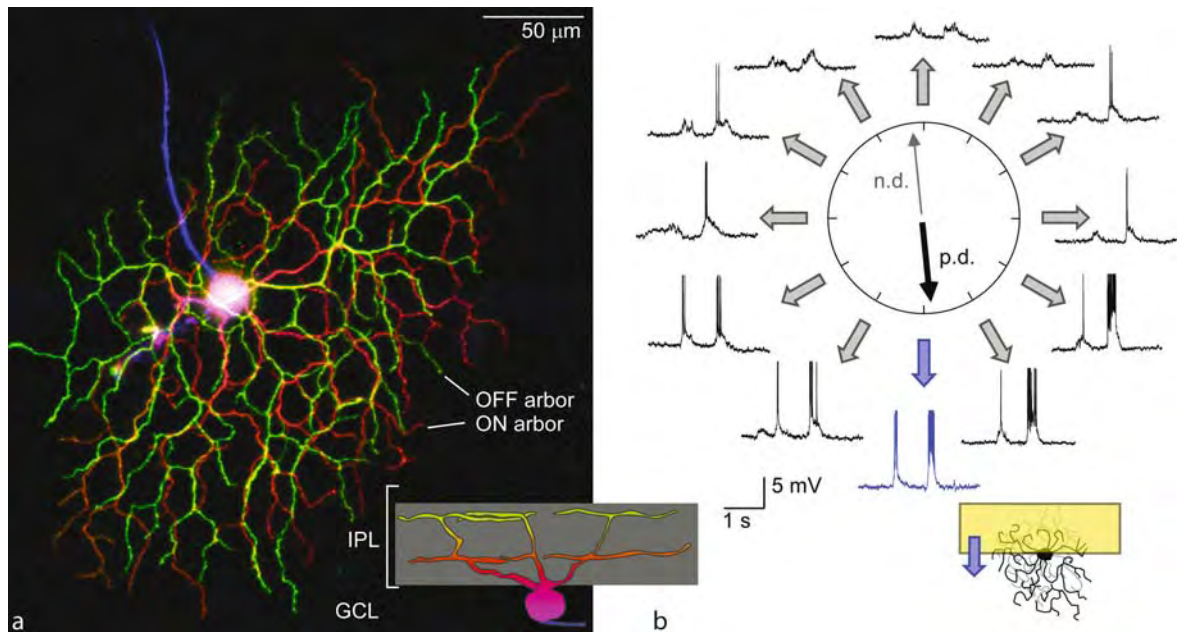 50 μm
OFF arbor
ON arbor
IPL
GCL
a
n.d.
p.d.
5 mV
1 s
b